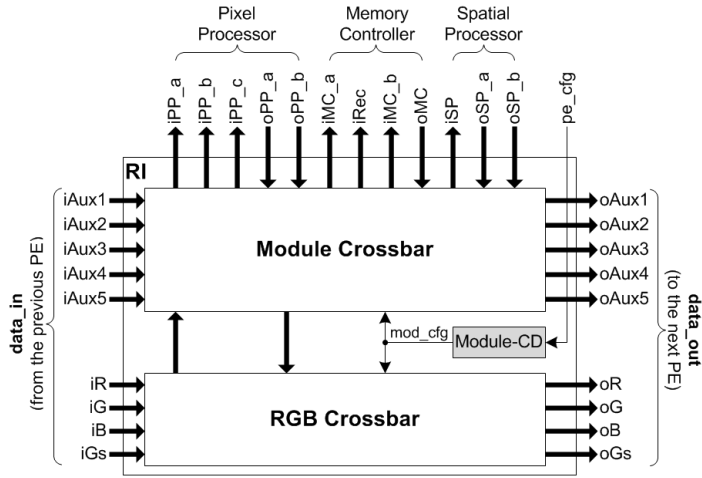 Pixel
Processor
Memory
Controller
Spatial
Processor
iPP_a
iPP_b
iPP_c
oPP_a
oPP_b
iMC_a
iRec
iMC_b
oMC
iSP
oSP_a
oSP_b
pe_cfg
RI
iAux1
iAux2
iAux3
iAux4
iAux5
Module Crossbar
oAux1
oAux2
oAux3
oAux4
oAux5
data_in
(from the previous PE)
data_out
(to the next PE)
mod_cfg
Module-CD
iR
iG
iB
iGs
RGB Crossbar
oR
oG
oB
oGs